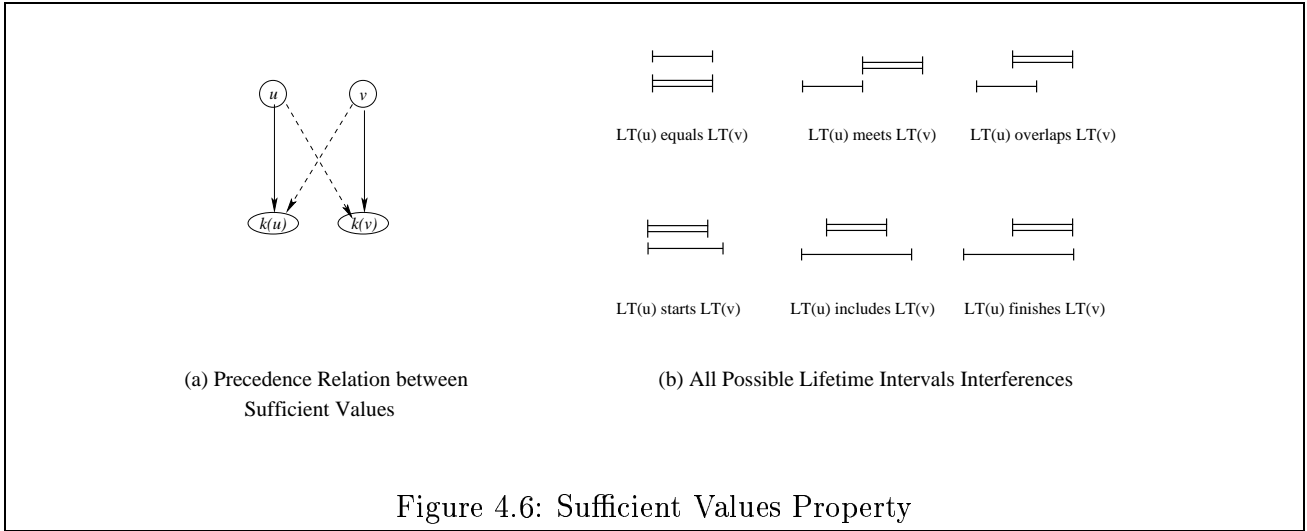 u
v
k(u)
k(v)
LT(u) equals LT(v)
LT(u) meets LT(v)
LT(u) overlaps LT(v)
LT(u) starts LT(v)
LT(u) includes LT(v)
LT(u) finishes LT(v)
(a) Precedence Relation between
Sufficient Values
(b) All Possible Lifetime Intervals Interferences
Figure 4.6: Sufficient Values Property